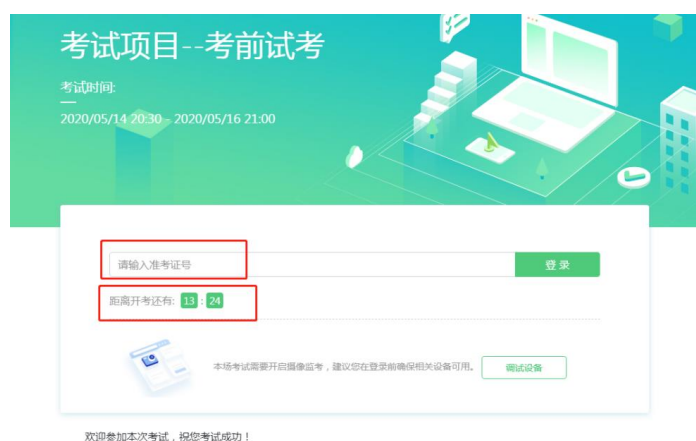 考试项目--考前试考
考试时间:
2020/05/14 20:30 - 2020/05/16 21:00
请输入准考证号
登 录
距离开考还有: 13 : 24
本场考试需要开启摄像监考，建议您在登录前确保相关设备可用。 调试设备
欢迎参加本次考试，祝您考试成功！